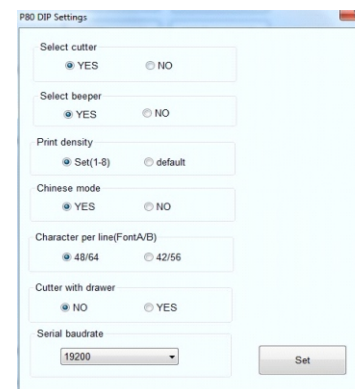 P80 DIP Settings
Select cutter
YES NO
Select beeper
YES NO
Print density
Set(1-8) default
Chinese mode
YES NO
Character per line(FontA/B)
48/64 42/56
Cutter with drawer
NO YES
Serial baudrate
19200
Set